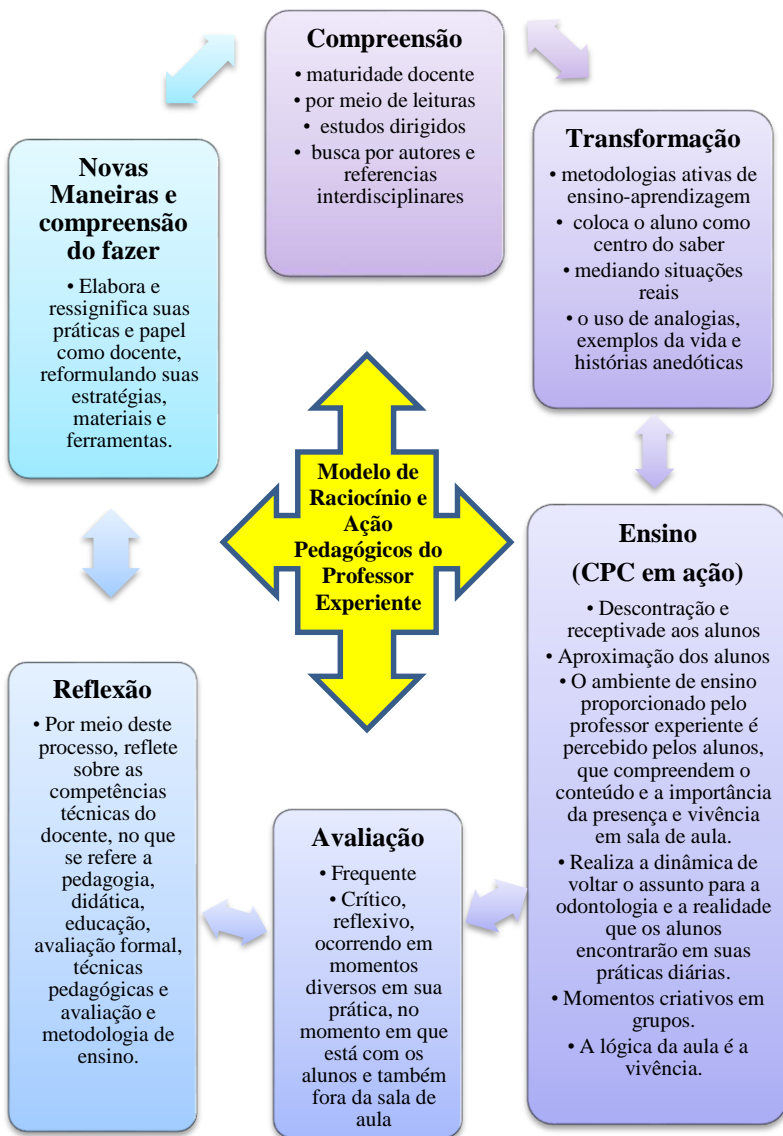 Compreensão
• maturidade docente
• por meio de leituras
• estudos dirigidos
• busca por autores e
referencias
interdisciplinares
Transformação
• metodologias ativas de
ensino-aprendizagem
• coloca o aluno como
centro do saber
• mediando situações
reais
• o uso de analogias,
exemplos da vida e
histórias anedóticas
Ensino
(CPC em ação)
• Descontração e
receptivade aos alunos
• Aproximação dos alunos
• O ambiente de ensino
proporcionado pelo
professor experiente é
percebido pelos alunos,
que compreendem o
conteúdo e a importância
da presença e vivência
em sala de aula.
• Realiza a dinâmica de
voltar o assunto para a
odontologia e a realidade
que os alunos
encontrarão em suas
práticas diárias.
• Momentos criativos em
grupos.
• A lógica da aula é a
vivência.
Avaliação
• Frequente
• Crítico,
reflexivo,
ocorrendo em
momentos
diversos em sua
prática, no
momento em que
está com os
alunos e também
fora da sala de
aula
Reflexão
• Por meio deste
processo, reflete
sobre as
competências
técnicas do
docente, no que
se refere a
pedagogia,
didática,
educação,
avaliação formal,
técnicas
pedagógicas e
avaliação e
metodologia de
ensino.
Novas
Maneiras e
compreensão
do fazer
• Elabora e
ressignifica suas
práticas e papel
como docente,
reformulando suas
estratégias,
materiais e
ferramentas.
Modelo de
Raciocínio e
Ação
Pedagógicos do
Professor
Experiente